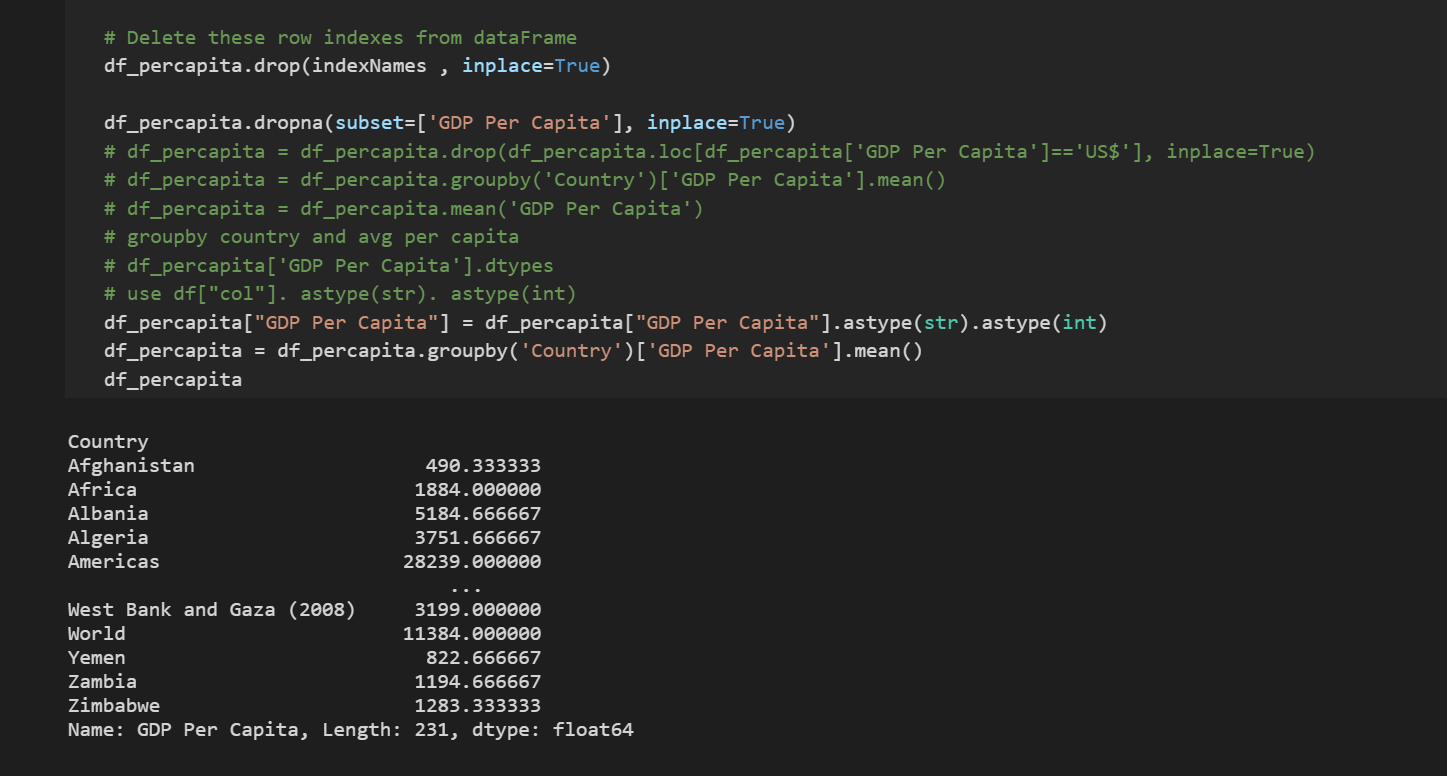 # Delete these row indexes from dataFrame
df_percapita.drop(indexNames , inplace=True)
df_percapita.dropna(subset=['GDP Per Capita'], inplace=True)
# df_percapita = df_percapita.drop(df_percapita.loc[df_percapita['GDP Per Capita']=='US$'], inplace=True)
# df_percapita = df_percapita.groupby('Country')['GDP Per Capita'].mean()
# df_percapita = df_percapita.mean('GDP Per Capita')
# groupby country and avg per capita
# df_percapita['GDP Per Capita'].dtypes
# use df["col"]. astype(str). astype(int)
df_percapita["GDP Per Capita"] = df_percapita["GDP Per Capita"].astype(str).astype(int)
df_percapita = df_percapita.groupby('Country')['GDP Per Capita'].mean()
df_percapita
Country
Afghanistan 490.333333
Africa 1884.000000
Albania 5184.666667
Algeria 3751.666667
Americas 28239.000000
...
West Bank and Gaza (2008) 3199.000000
World 11384.000000
Yemen 822.666667
Zambia 1194.666667
Zimbabwe 1283.333333
Name: GDP Per Capita, Length: 231, dtype: float64